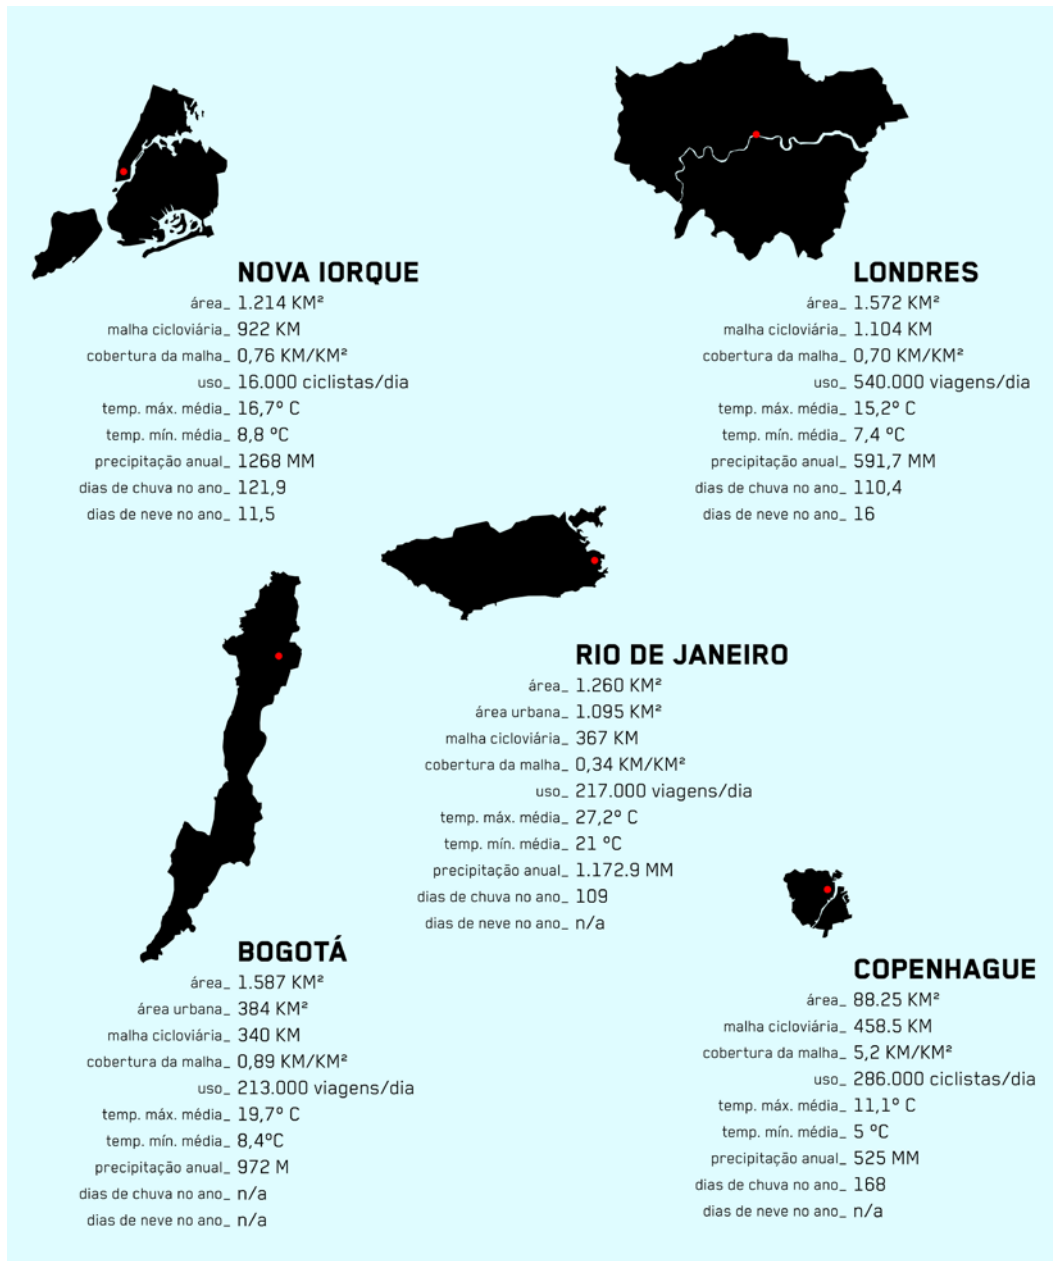 NOVA IORQUE
área_ 1.214 KM²
malha cicloviária_ 922 KM
cobertura da malha_ 0,76 KM/KM²
uso_ 16.000 ciclistas/dia
temp. máx. média_ 16,7º C
temp. mín. média_ 8,8 ºC
precipitação anual_ 1268 MM
dias de chuva no ano_ 121,9
dias de neve no ano_ 11,5
LONDRES
área_ 1.572 KM²
malha cicloviária_ 1.104 KM
cobertura da malha_ 0,70 KM/KM²
uso_ 540.000 viagens/dia
temp. máx. média_ 15,2º C
temp. mín. média_ 7,4 ºC
precipitação anual_ 591,7 MM
dias de chuva no ano_ 110,4
dias de neve no ano_ 16
RIO DE JANEIRO
área_ 1.260 KM²
área urbana_ 1.095 KM²
malha cicloviária_ 367 KM
cobertura da malha_ 0,34 KM/KM²
uso_ 217.000 viagens/dia
temp. máx. média_ 27,2º C
temp. mín. média_ 21 ºC
precipitação anual_ 1.172.9 MM
dias de chuva no ano_ 109
dias de neve no ano_ n/a
BOGOTÁ
área_ 1.587 KM²
área urbana_ 384 KM²
malha cicloviária_ 340 KM
cobertura da malha_ 0,89 KM/KM²
uso_ 213.000 viagens/dia
temp. máx. média_ 19,7º C
temp. mín. média_ 8,4ºC
precipitação anual_ 972 M
dias de chuva no ano_ n/a
dias de neve no ano_ n/a
COPENHAGUE
área_ 88.25 KM²
malha cicloviária_ 458.5 KM
cobertura da malha_ 5,2 KM/KM²
uso_ 286.000 ciclistas/dia
temp. máx. média_ 11,1º C
temp. mín. média_ 5 ºC
precipitação anual_ 525 MM
dias de chuva no ano_ 168
dias de neve no ano_ n/a